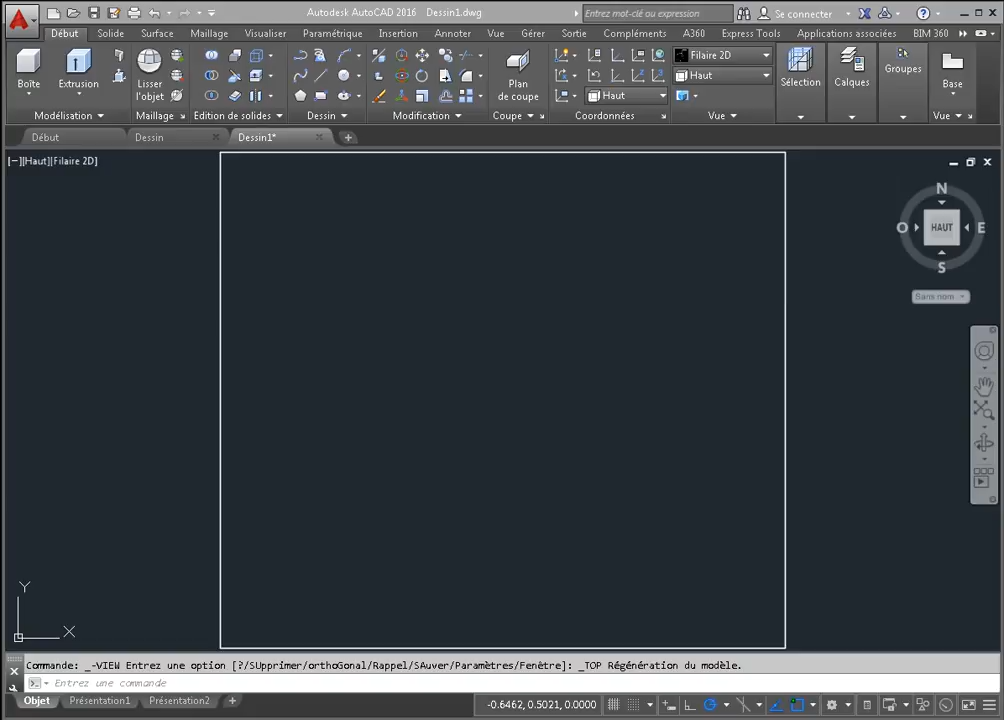 Autodesk AutoCAD 2016 Dessin1.dwg
Entrez mot-clé ou expression
Se connecter
Début Solide Surface Maillage Visualiser Paramétrique Insertion Annoter Vue Gérer Sortie Compléments A360 Express Tools Applications associées BIM 360
Boîte Extrusion Lisser l'objet Plan de coupe Filaire 2D Haut Haut Sélection Calques Groupes Base
Modélisation Maillage Edition de solides Dessin Modification Coupe Coordonnées Vue Vue
Début Dessin Dessin1*
[−][Haut][Filaire 2D]
N
O HAUT E
S
Sans nom
Y
X
Commande: _-VIEW Entrez une option [?/SUpprimer/orthoGonal/Rappel/SAuver/Paramètres/Fenêtre]: _TOP Régénération du modèle.
Entrez une commande
Objet Présentation1 Présentation2 +
-0.6462, 0.5021, 0.0000